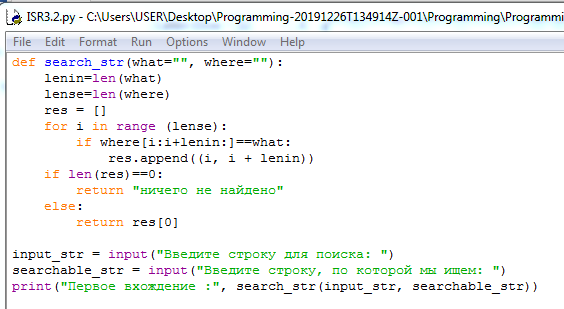 ISR3.2.py - C:\Users\USER\Desktop\Programming-20191226T134914Z-001\Programming\Programmi
File Edit Format Run Options Window Help
def search_str(what="", where=""):
    lenin=len(what)
    lense=len(where)
    res = []
    for i in range (lense):
        if where[i:i+lenin:]==what:
            res.append((i, i + lenin))
    if len(res)==0:
        return "ничего не найдено"
    else:
        return res[0]
input_str = input("Введите строку для поиска: ")
searchable_str = input("Введите строку, по которой мы ищем: ")
print("Первое вхождение :", search_str(input_str, searchable_str))